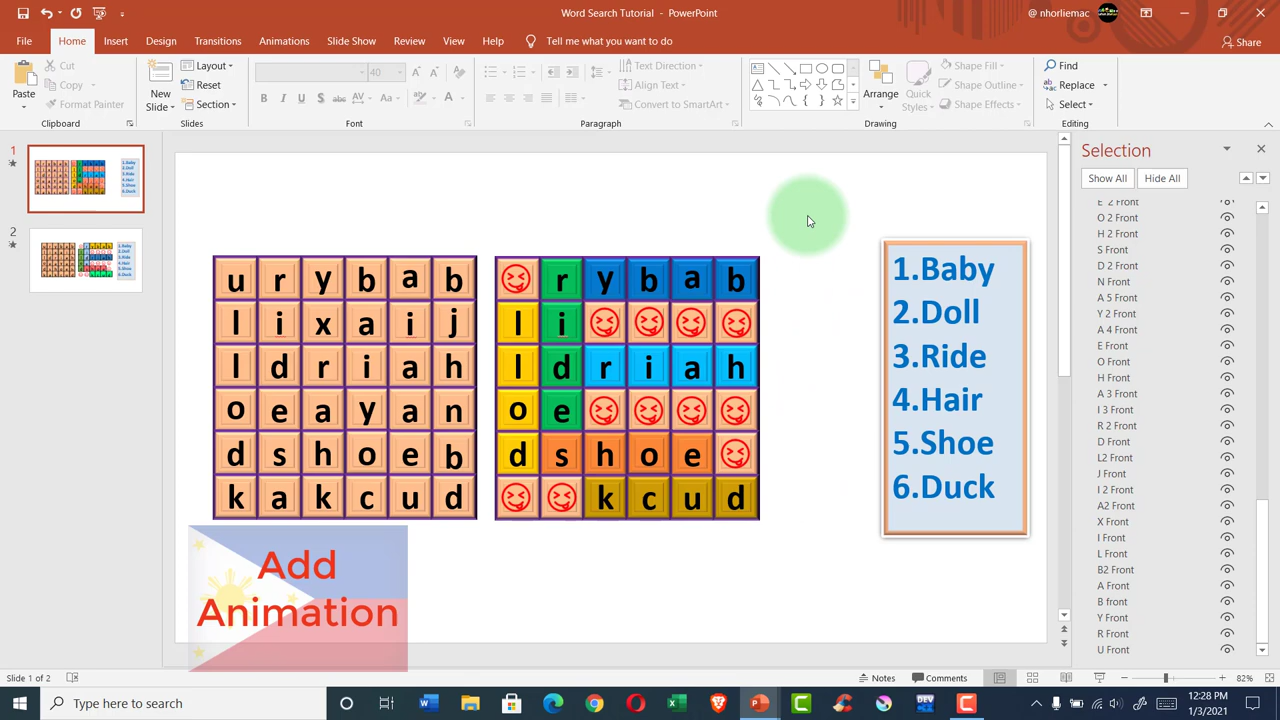 Word Search Tutorial - PowerPoint
@ nhorliemac
File Home Insert Design Transitions Animations Slide Show Review View Help Tell me what you want to do
Share
Paste
Cut
Copy
Format Painter
Clipboard
New Slide
Layout
Reset
Section
Slides
40
B I U S abc AV Aa A
Font
Text Direction
Align Text
Convert to SmartArt
Paragraph
Arrange
Quick Styles
Shape Fill
Shape Outline
Shape Effects
Drawing
Find
Replace
Select
Editing
1
2
u r y b a b
l i x a i j
l d r i a h
o e a y a n
d s h o e b
k a k c u d
r y b a b
l i
l d r i a h
o e
d s h o e
k c u d
1.Baby
2.Doll
3.Ride
4.Hair
5.Shoe
6.Duck
Add
Animation
Selection
Show All Hide All
E 2 Front
O 2 Front
H 2 Front
S Front
D 2 Front
N Front
A 5 Front
Y 2 Front
A 4 Front
E Front
O Front
H Front
A 3 Front
I 3 Front
R 2 Front
D Front
L2 Front
J Front
I 2 Front
A2 Front
X Front
I Front
L Front
B2 Front
A Front
B front
Y Front
R Front
U Front
Slide 1 of 2
Notes
Comments
82%
Type here to search
12:28 PM
1/3/2021